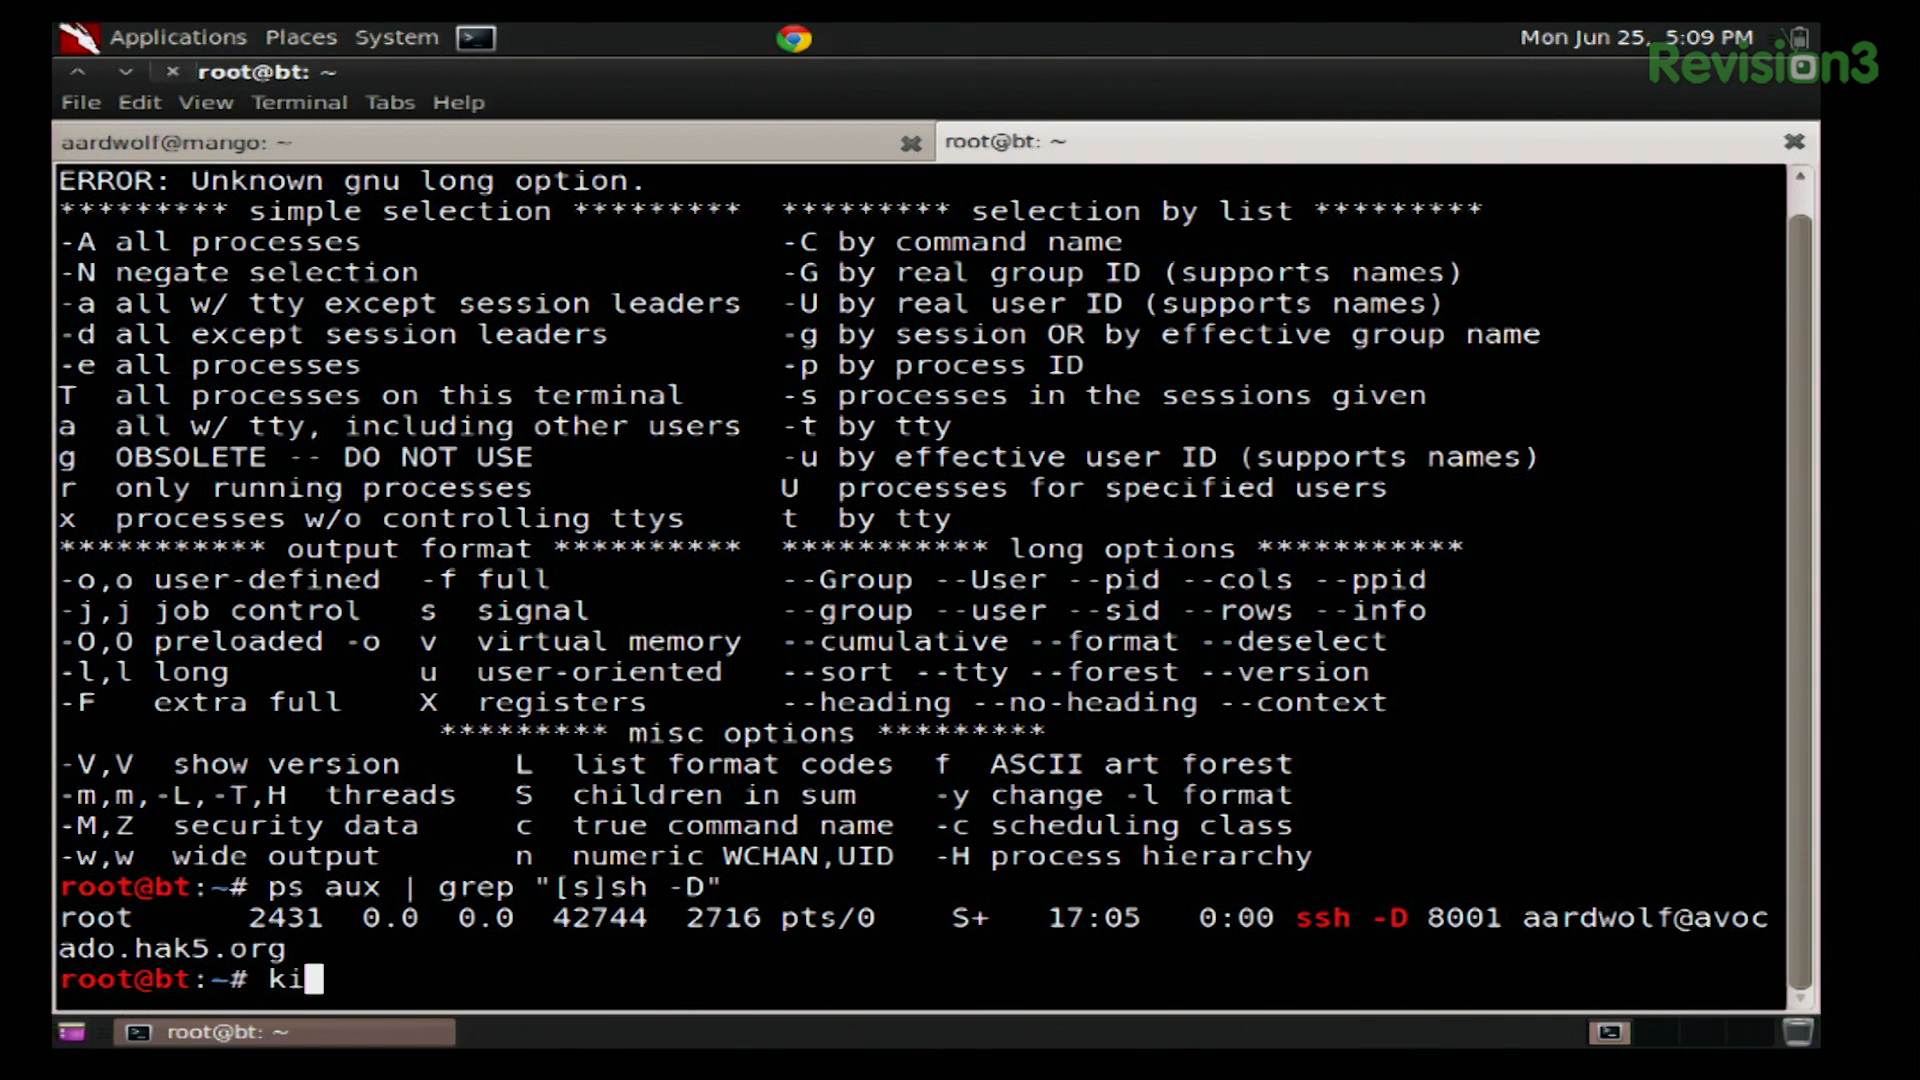 Applications Places System
Mon Jun 25, 5:09 PM
Revision3
root@bt: ~
File Edit View Terminal Tabs Help
aardwolf@mango: ~
root@bt: ~
ERROR: Unknown gnu long option.
********* simple selection ********* ********* selection by list *********
-A all processes -C by command name
-N negate selection -G by real group ID (supports names)
-a all w/ tty except session leaders -U by real user ID (supports names)
-d all except session leaders -g by session OR by effective group name
-e all processes -p by process ID
T all processes on this terminal -s processes in the sessions given
a all w/ tty, including other users -t by tty
g OBSOLETE -- DO NOT USE -u by effective user ID (supports names)
r only running processes U processes for specified users
x processes w/o controlling ttys t by tty
*********** output format ********** *********** long options ***********
-o,o user-defined -f full --Group --User --pid --cols --ppid
-j,j job control s signal --group --user --sid --rows --info
-O,O preloaded -o v virtual memory --cumulative --format --deselect
-l,l long u user-oriented --sort --tty --forest --version
-F extra full X registers --heading --no-heading --context
********* misc options *********
-V,V show version L list format codes f ASCII art forest
-m,m,-L,-T,H threads S children in sum -y change -l format
-M,Z security data c true command name -c scheduling class
-w,w wide output n numeric WCHAN,UID -H process hierarchy
root@bt:~# ps aux | grep "[s]sh -D"
root 2431 0.0 0.0 42744 2716 pts/0 S+ 17:05 0:00 ssh -D 8001 aardwolf@avoc
ado.hak5.org
root@bt:~# ki
root@bt: ~